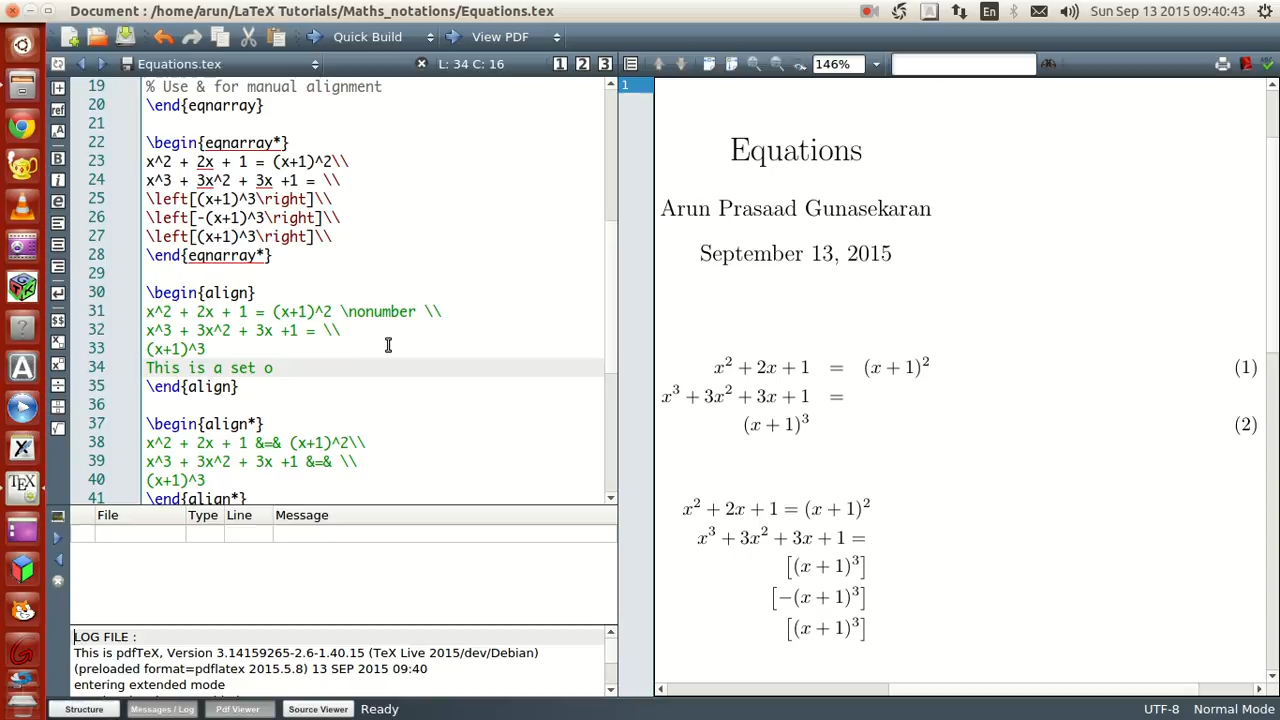 Document : /home/arun/LaTeX Tutorials/Maths_notations/Equations.tex
En
Sun Sep 13 2015 09:40:43
Quick Build
View PDF
Equations.tex
L: 34 C: 16
1 2 3
146%
19 % Use & for manual alignment
20 \end{eqnarray}
21
22 \begin{eqnarray*}
23 x^2 + 2x + 1 = (x+1)^2\\
24 x^3 + 3x^2 + 3x +1 = \\
25 \left[(x+1)^3\right]\\
26 \left[-(x+1)^3\right]\\
27 \left[(x+1)^3\right]\\
28 \end{eqnarray*}
29
30 \begin{align}
31 x^2 + 2x + 1 = (x+1)^2 \nonumber \\
32 x^3 + 3x^2 + 3x +1 = \\
33 (x+1)^3
34 This is a set o
35 \end{align}
36
37 \begin{align*}
38 x^2 + 2x + 1 &=& (x+1)^2\\
39 x^3 + 3x^2 + 3x +1 &=& \\
40 (x+1)^3
41 \end{align*}
ref
TEX
1
Equations
Arun Prasaad Gunasekaran
September 13, 2015
x² + 2x + 1 = (x + 1)² (1)
x³ + 3x² + 3x + 1 =
(x + 1)³ (2)
x² + 2x + 1 = (x + 1)²
x³ + 3x² + 3x + 1 =
[(x + 1)³]
[−(x + 1)³]
[(x + 1)³]
File Type Line Message
LOG FILE :
This is pdfTeX, Version 3.14159265-2.6-1.40.15 (TeX Live 2015/dev/Debian)
(preloaded format=pdflatex 2015.5.8) 13 SEP 2015 09:40
entering extended mode
Structure Messages / Log Pdf Viewer Source Viewer Ready
UTF-8 Normal Mode